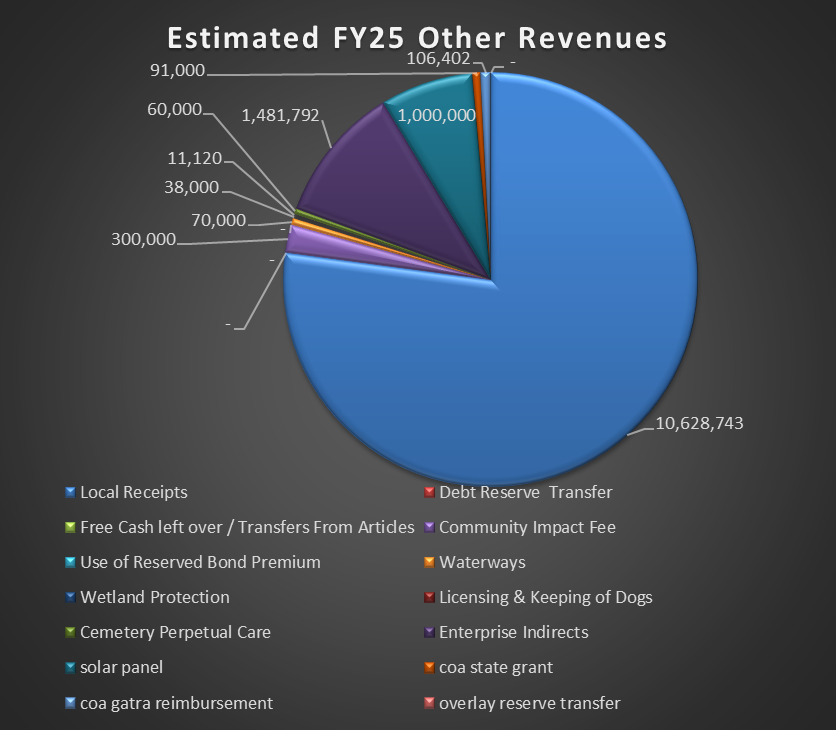 Estimated FY25 Other Revenues
106,402
-
91,000
60,000
1,481,792
1,000,000
11,120
38,000
70,000
-
300,000
-
-
10,628,743
Local Receipts
Debt Reserve  Transfer
Free Cash left over / Transfers From Articles
Community Impact Fee
Use of Reserved Bond Premium
Waterways
Wetland Protection
Licensing & Keeping of Dogs
Cemetery Perpetual Care
Enterprise Indirects
solar panel
coa state grant
coa gatra reimbursement
overlay reserve transfer